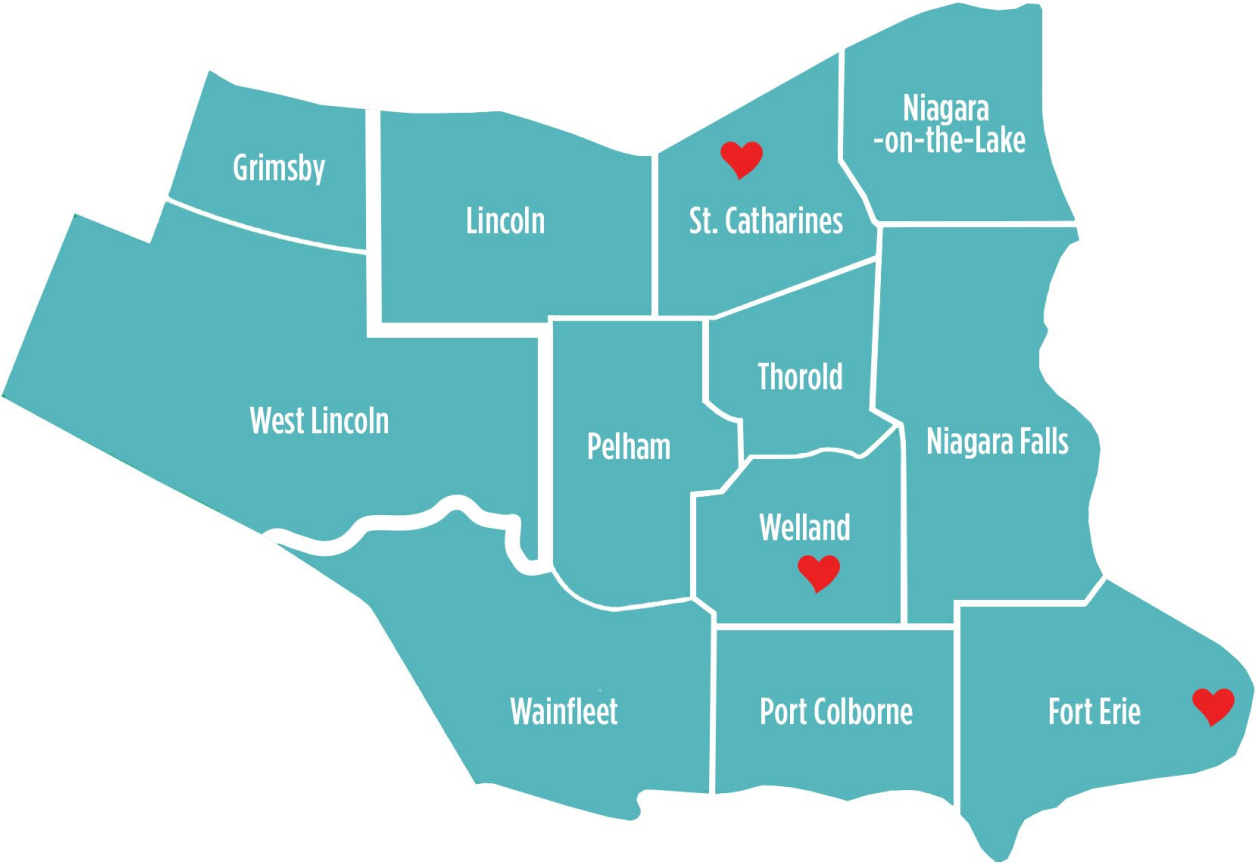 Niagara
-on-the-Lake
Grimsby
Lincoln
St. Catharines
Thorold
West Lincoln
Pelham
Niagara Falls
Welland
Wainfleet
Port Colborne
Fort Erie